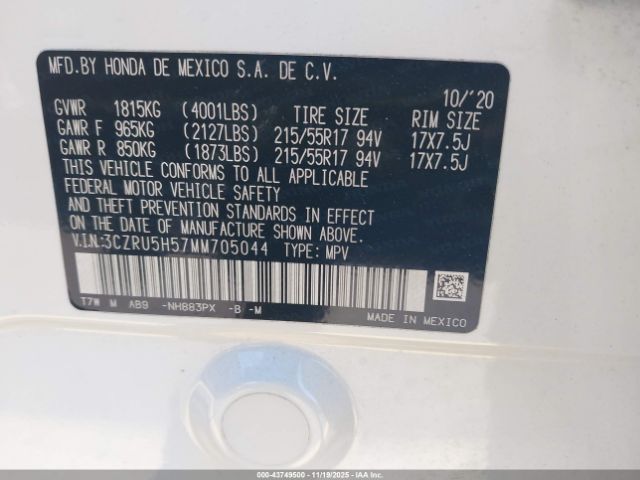 MFD.BY HONDA DE MEXICO S.A. DE C.V.
10/'20
GVWR 1815KG (4001LBS) TIRE SIZE RIM SIZE
GAWR F 965KG (2127LBS) 215/55R17 94V 17X7.5J
GAWR R 850KG (1873LBS) 215/55R17 94V 17X7.5J
THIS VEHICLE CONFORMS TO ALL APPLICABLE
FEDERAL MOTOR VEHICLE SAFETY
AND THEFT PREVENTION STANDARDS IN EFFECT
ON THE DATE OF MANUFACTURE SHOWN ABOVE.
V.I.N:3CZRU5H57MM705044 TYPE: MPV
T7W M AB9 -NH883PX -B -M
MADE IN MEXICO
000-43749500 - 11/19/2025 - IAAI.COM